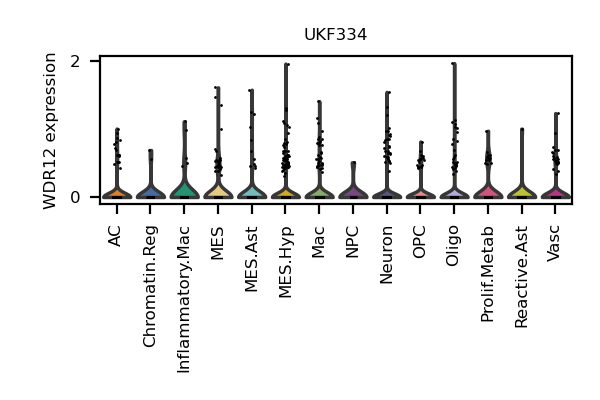 UKF334
WDR12 expression
2
0
AC
Chromatin.Reg
Inflammatory.Mac
MES
MES.Ast
MES.Hyp
Mac
NPC
Neuron
OPC
Oligo
Prolif.Metab
Reactive.Ast
Vasc